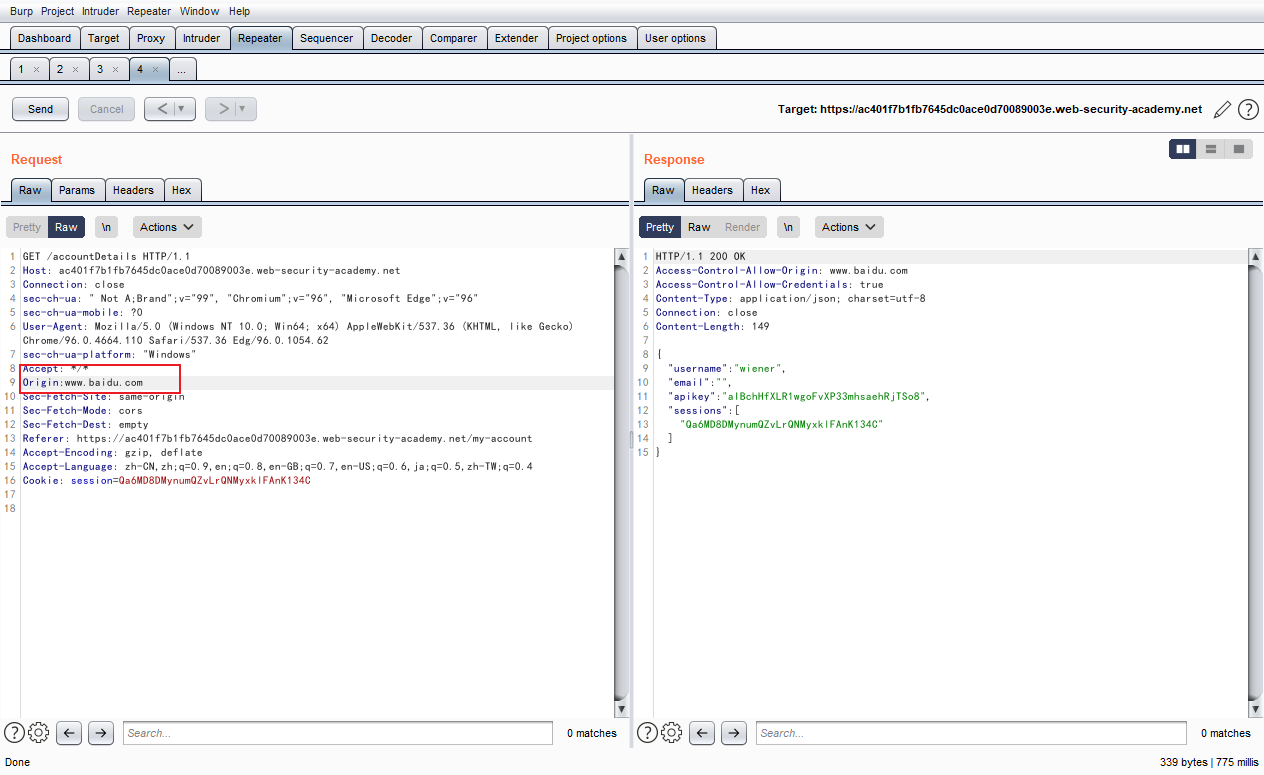 Burp Project Intruder Repeater Window Help
Dashboard Target Proxy Intruder Repeater Sequencer Decoder Comparer Extender Project options User options
1 × 2 × 3 × 4 × ...
Send Cancel < ▼ > ▼ Target: https://ac401f7b1fb7645dc0ace0d70089003e.web-security-academy.net ?
Request
Raw Params Headers Hex
Pretty Raw \n Actions
1 GET /accountDetails HTTP/1.1
2 Host: ac401f7b1fb7645dc0ace0d70089003e.web-security-academy.net
3 Connection: close
4 sec-ch-ua: " Not A;Brand";v="99", "Chromium";v="96", "Microsoft Edge";v="96"
5 sec-ch-ua-mobile: ?0
6 User-Agent: Mozilla/5.0 (Windows NT 10.0; Win64; x64) AppleWebKit/537.36 (KHTML, like Gecko)
Chrome/96.0.4664.110 Safari/537.36 Edg/96.0.1054.62
7 sec-ch-ua-platform: "Windows"
8 Accept: */*
9 Origin:www.baidu.com
10 Sec-Fetch-Site: same-origin
11 Sec-Fetch-Mode: cors
12 Sec-Fetch-Dest: empty
13 Referer: https://ac401f7b1fb7645dc0ace0d70089003e.web-security-academy.net/my-account
14 Accept-Encoding: gzip, deflate
15 Accept-Language: zh-CN,zh;q=0.9,en;q=0.8,en-GB;q=0.7,en-US;q=0.6,ja;q=0.5,zh-TW;q=0.4
16 Cookie: session=Qa6MD8DMynumQZvLrQNMyxklFAnK134C
17
18
? Search... 0 matches
Response
Raw Headers Hex
Pretty Raw Render \n Actions
1 HTTP/1.1 200 OK
2 Access-Control-Allow-Origin: www.baidu.com
3 Access-Control-Allow-Credentials: true
4 Content-Type: application/json; charset=utf-8
5 Connection: close
6 Content-Length: 149
7
8 {
9 "username":"wiener",
10 "email":"",
11 "apikey":"alBchHfXLR1wgoFvXP33mhsaehRjTSo8",
12 "sessions":[
13 "Qa6MD8DMynumQZvLrQNMyxklFAnK134C"
14 ]
15 }
? Search... 0 matches
Done 339 bytes | 775 millis